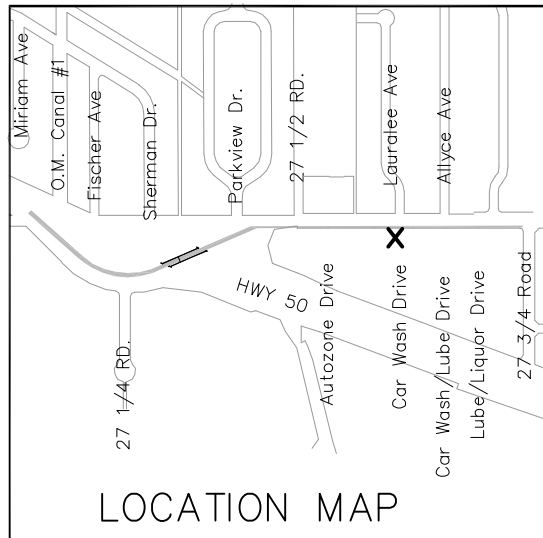 Miriam Ave
O.M. Canal #1
Fischer Ave
Sherman Dr.
Parkview Dr.
27 1/2 RD.
Lauralee Ave
Allyce Ave
27 1/4 RD.
HWY 50
Autozone Drive
Car Wash Drive
Car Wash/Lube Drive
Lube/Liquor Drive
27 3/4 Road
X
LOCATION MAP